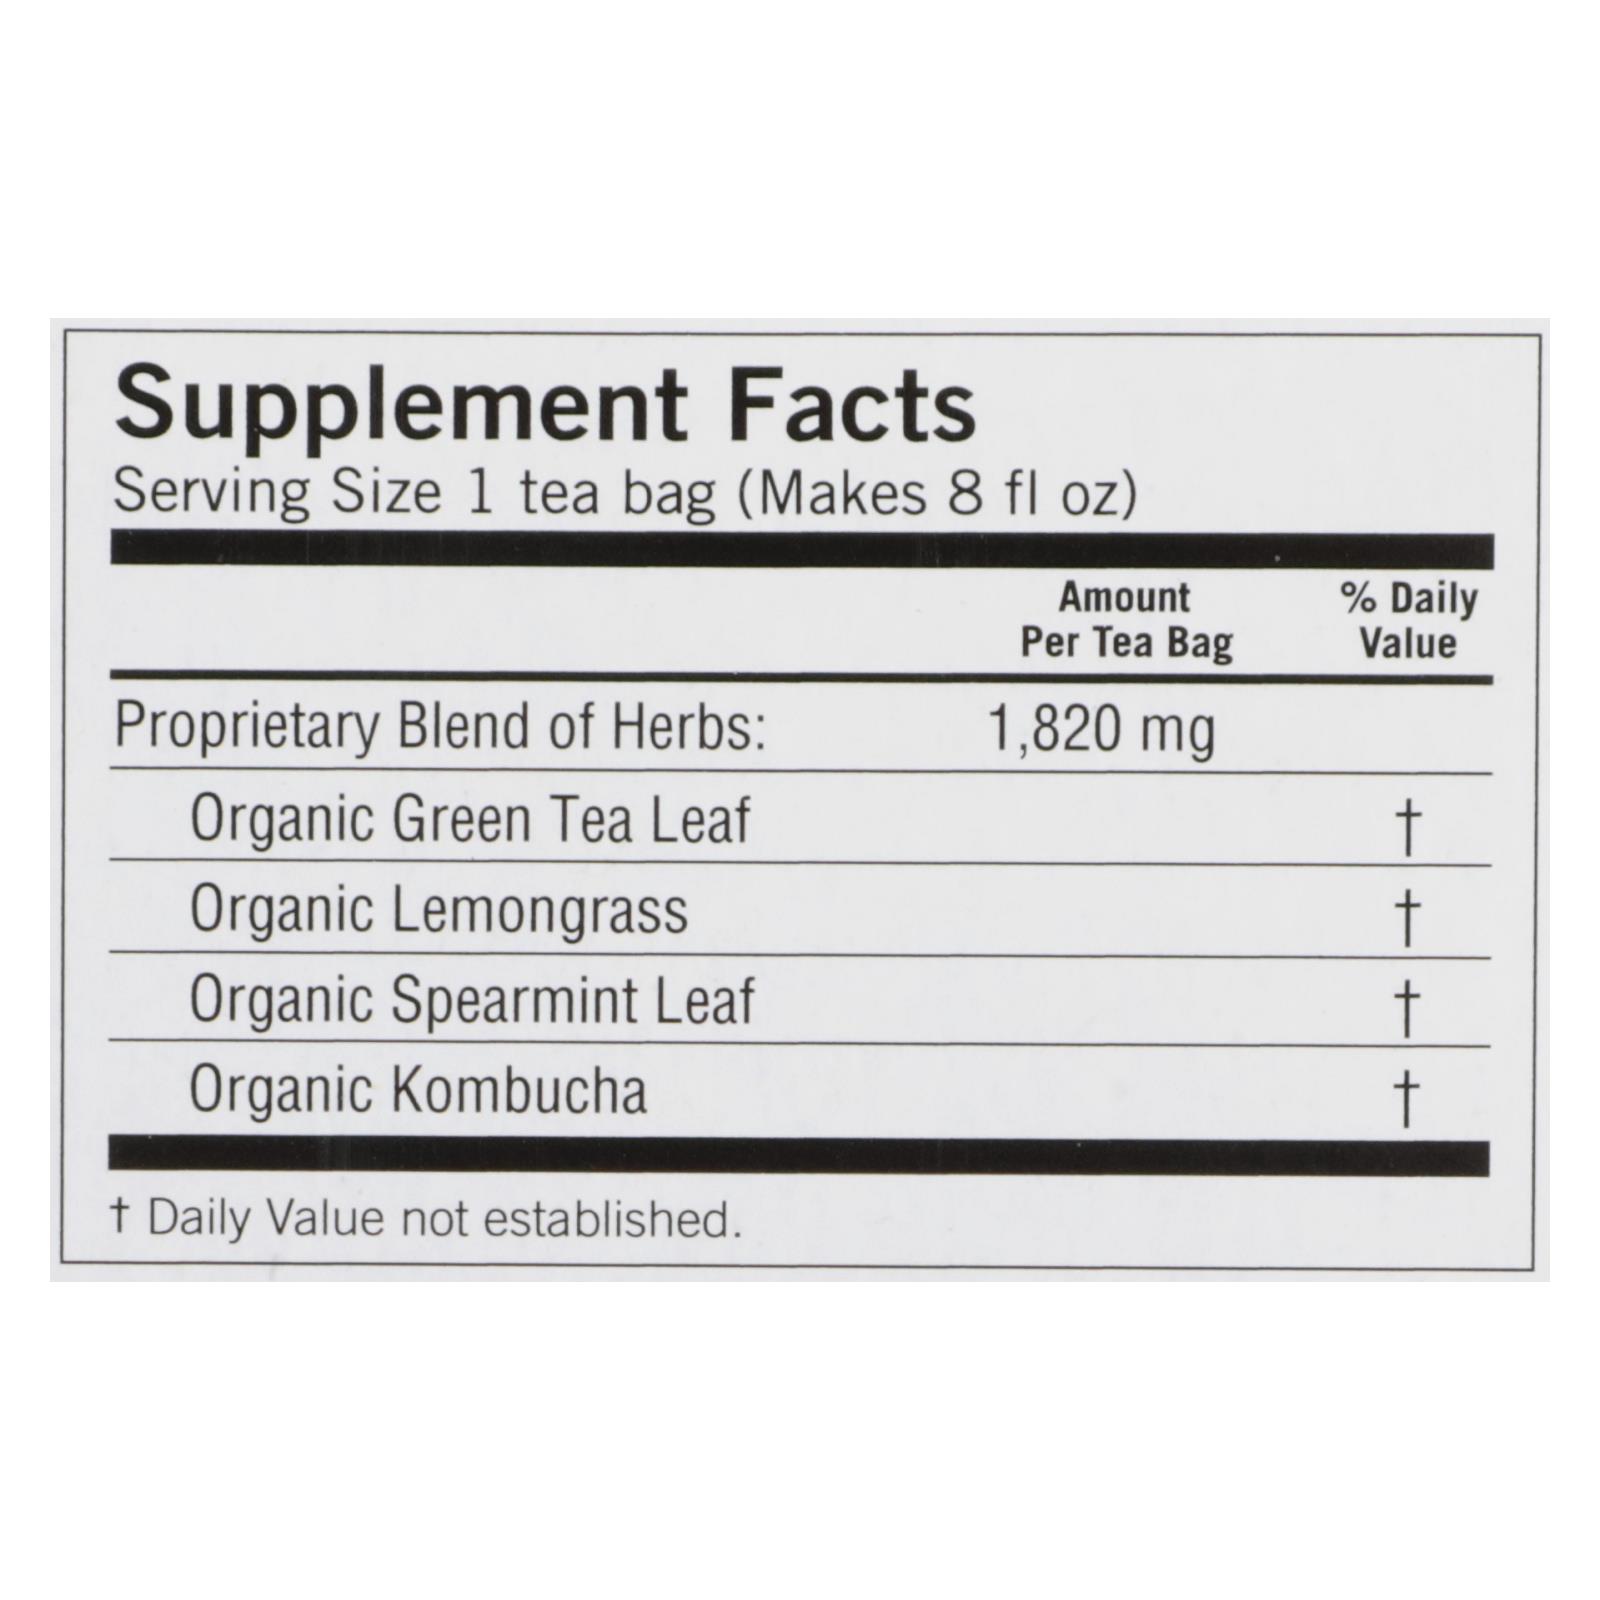 Supplement Facts
Serving Size 1 tea bag (Makes 8 fl oz)
Amount Per Tea Bag % Daily Value
Proprietary Blend of Herbs: 1,820 mg
Organic Green Tea Leaf †
Organic Lemongrass †
Organic Spearmint Leaf †
Organic Kombucha †
† Daily Value not established.